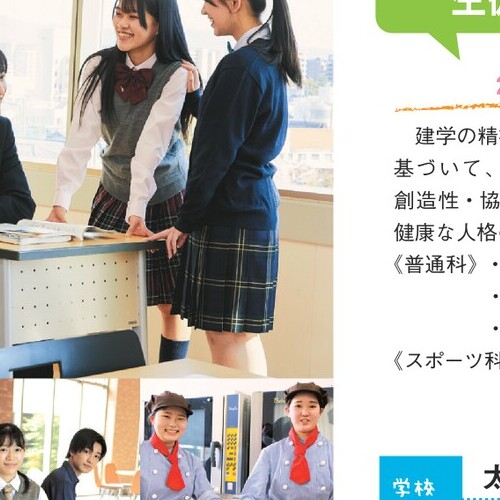 建学の精
基づいて、
創造性・協
健康な人格
《普通科》・
・
・
《スポーツ科
学校